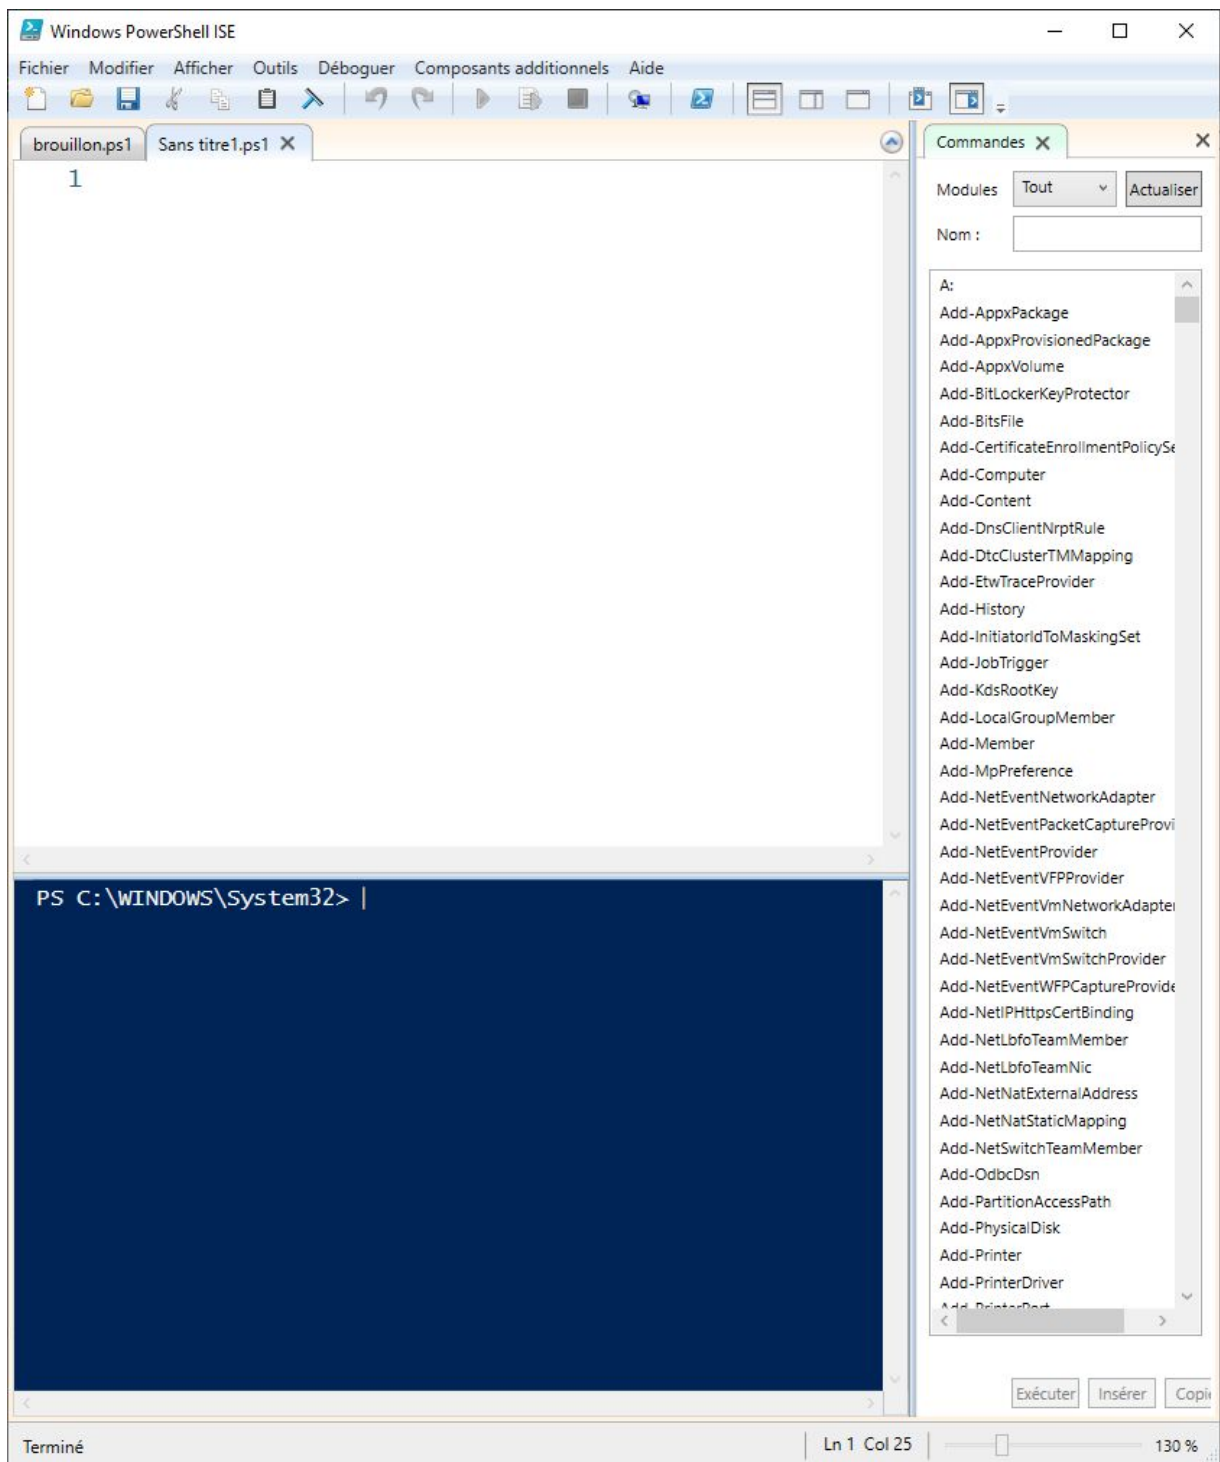 Windows PowerShell ISE
Fichier Modifier Afficher Outils Déboguer Composants additionnels Aide
brouillon.ps1 Sans titre1.ps1
1
PS C:\WINDOWS\System32>
Commandes
Modules Tout Actualiser
Nom :
A:
Add-AppxPackage
Add-AppxProvisionedPackage
Add-AppxVolume
Add-BitLockerKeyProtector
Add-BitsFile
Add-CertificateEnrollmentPolicySe
Add-Computer
Add-Content
Add-DnsClientNrptRule
Add-DtcClusterTMMapping
Add-EtwTraceProvider
Add-History
Add-InitiatorIdToMaskingSet
Add-JobTrigger
Add-KdsRootKey
Add-LocalGroupMember
Add-Member
Add-MpPreference
Add-NetEventNetworkAdapter
Add-NetEventPacketCaptureProvi
Add-NetEventProvider
Add-NetEventVFPProvider
Add-NetEventVmNetworkAdapter
Add-NetEventVmSwitch
Add-NetEventVmSwitchProvider
Add-NetEventWFPCaptureProvide
Add-NetIPHttpsCertBinding
Add-NetLbfoTeamMember
Add-NetLbfoTeamNic
Add-NetNatExternalAddress
Add-NetNatStaticMapping
Add-NetSwitchTeamMember
Add-OdbcDsn
Add-PartitionAccessPath
Add-PhysicalDisk
Add-Printer
Add-PrinterDriver
Add-PrinterPort
Exécuter Insérer Copi
Terminé Ln 1 Col 25 130 %